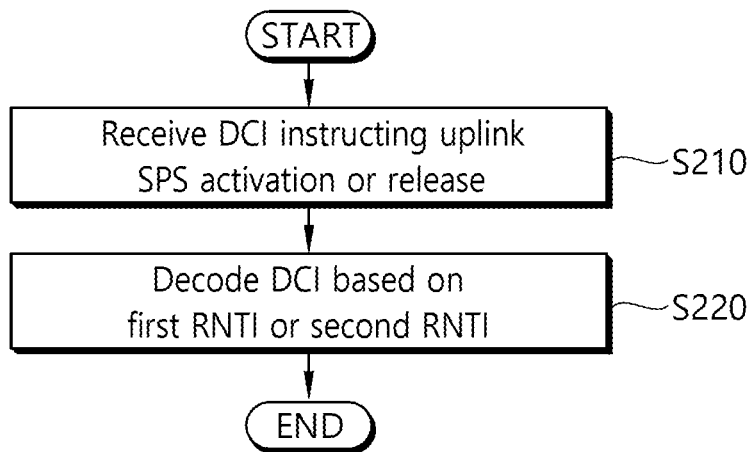 START
Receive DCI instructing uplink
SPS activation or release
S210
Decode DCI based on
first RNTI or second RNTI
S220
END